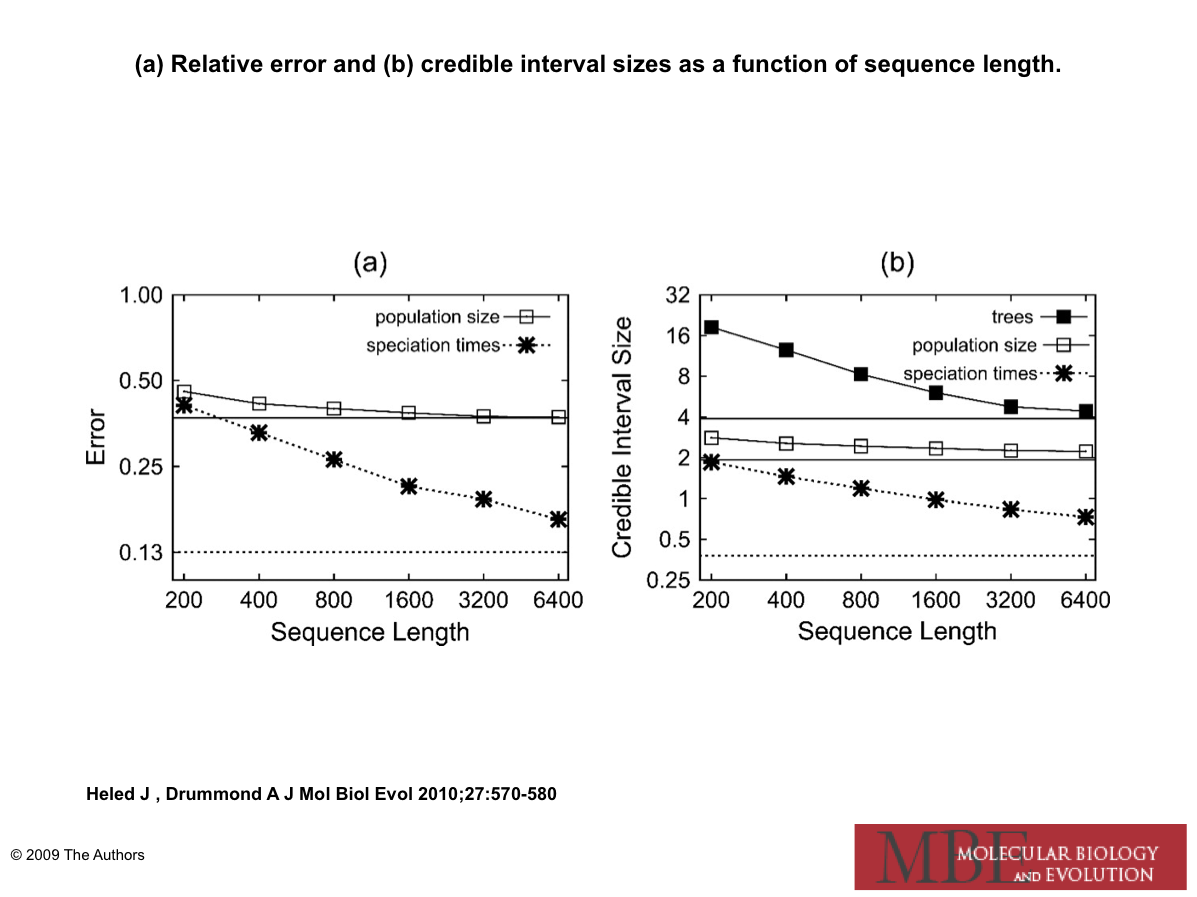 (a) Relative error and (b) credible interval sizes as a function of sequence length.
(a)
1.00
0.50
0.25
0.13
Error
population size
speciation times
200 400 800 1600 3200 6400
Sequence Length
(b)
32
16
8
4
2
1
0.5
0.25
Credible Interval Size
trees
population size
speciation times
200 400 800 1600 3200 6400
Sequence Length
Heled J , Drummond A J Mol Biol Evol 2010;27:570-580
© 2009 The Authors
MBE
MOLECULAR BIOLOGY
AND EVOLUTION